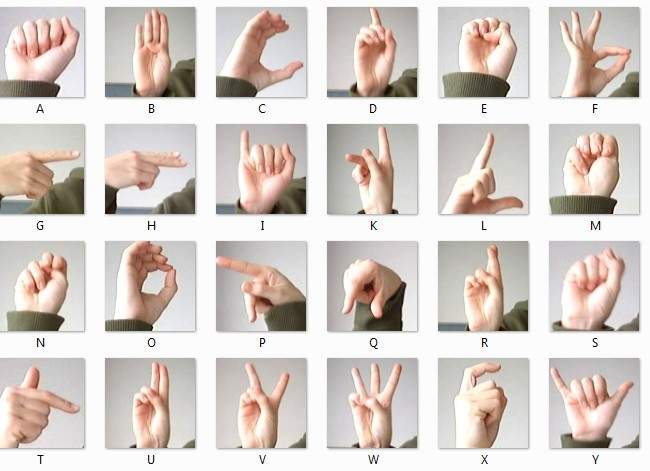 A B C D E F
G H I K L M
N O P Q R S
T U V W X Y